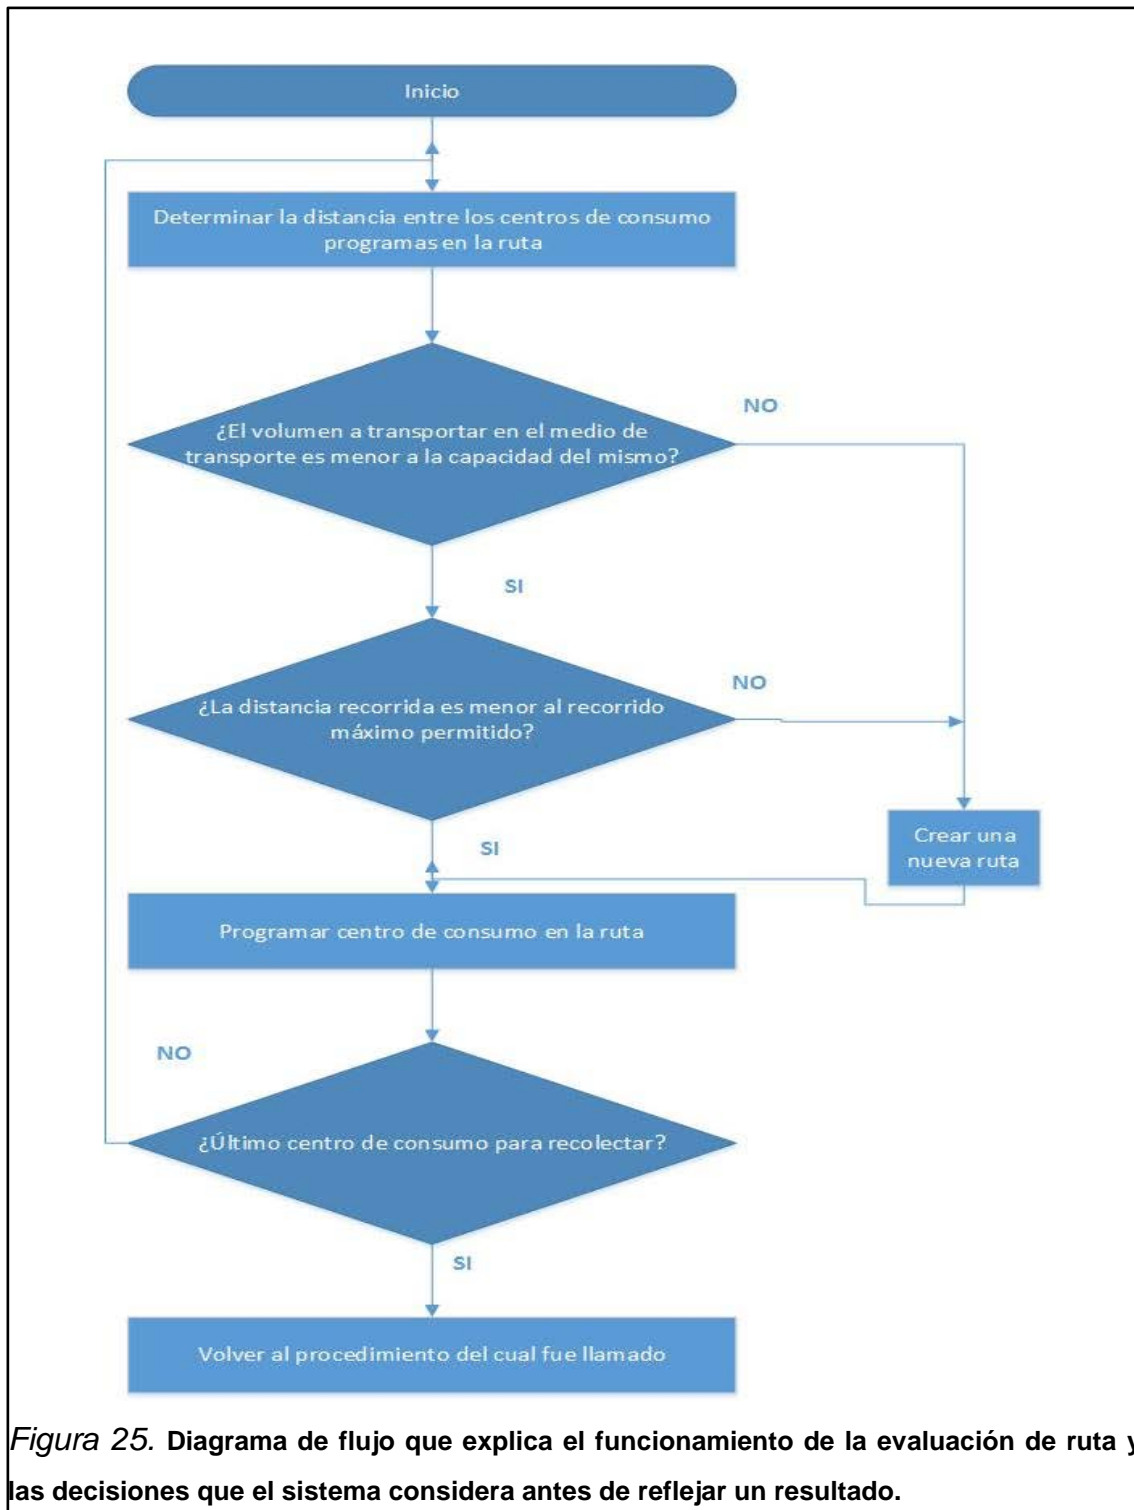 Inicio
Determinar la distancia entre los centros de consumo
programas en la ruta
NO
¿El volumen a transportar en el medio de
transporte es menor a la capacidad del mismo?
SI
NO
¿La distancia recorrida es menor al recorrido
máximo permitido?
SI
Crear una
nueva ruta
Programar centro de consumo en la ruta
NO
¿Último centro de consumo para recolectar?
SI
Volver al procedimiento del cual fue llamado
Figura 25. Diagrama de flujo que explica el funcionamiento de la evaluación de ruta y
las decisiones que el sistema considera antes de reflejar un resultado.